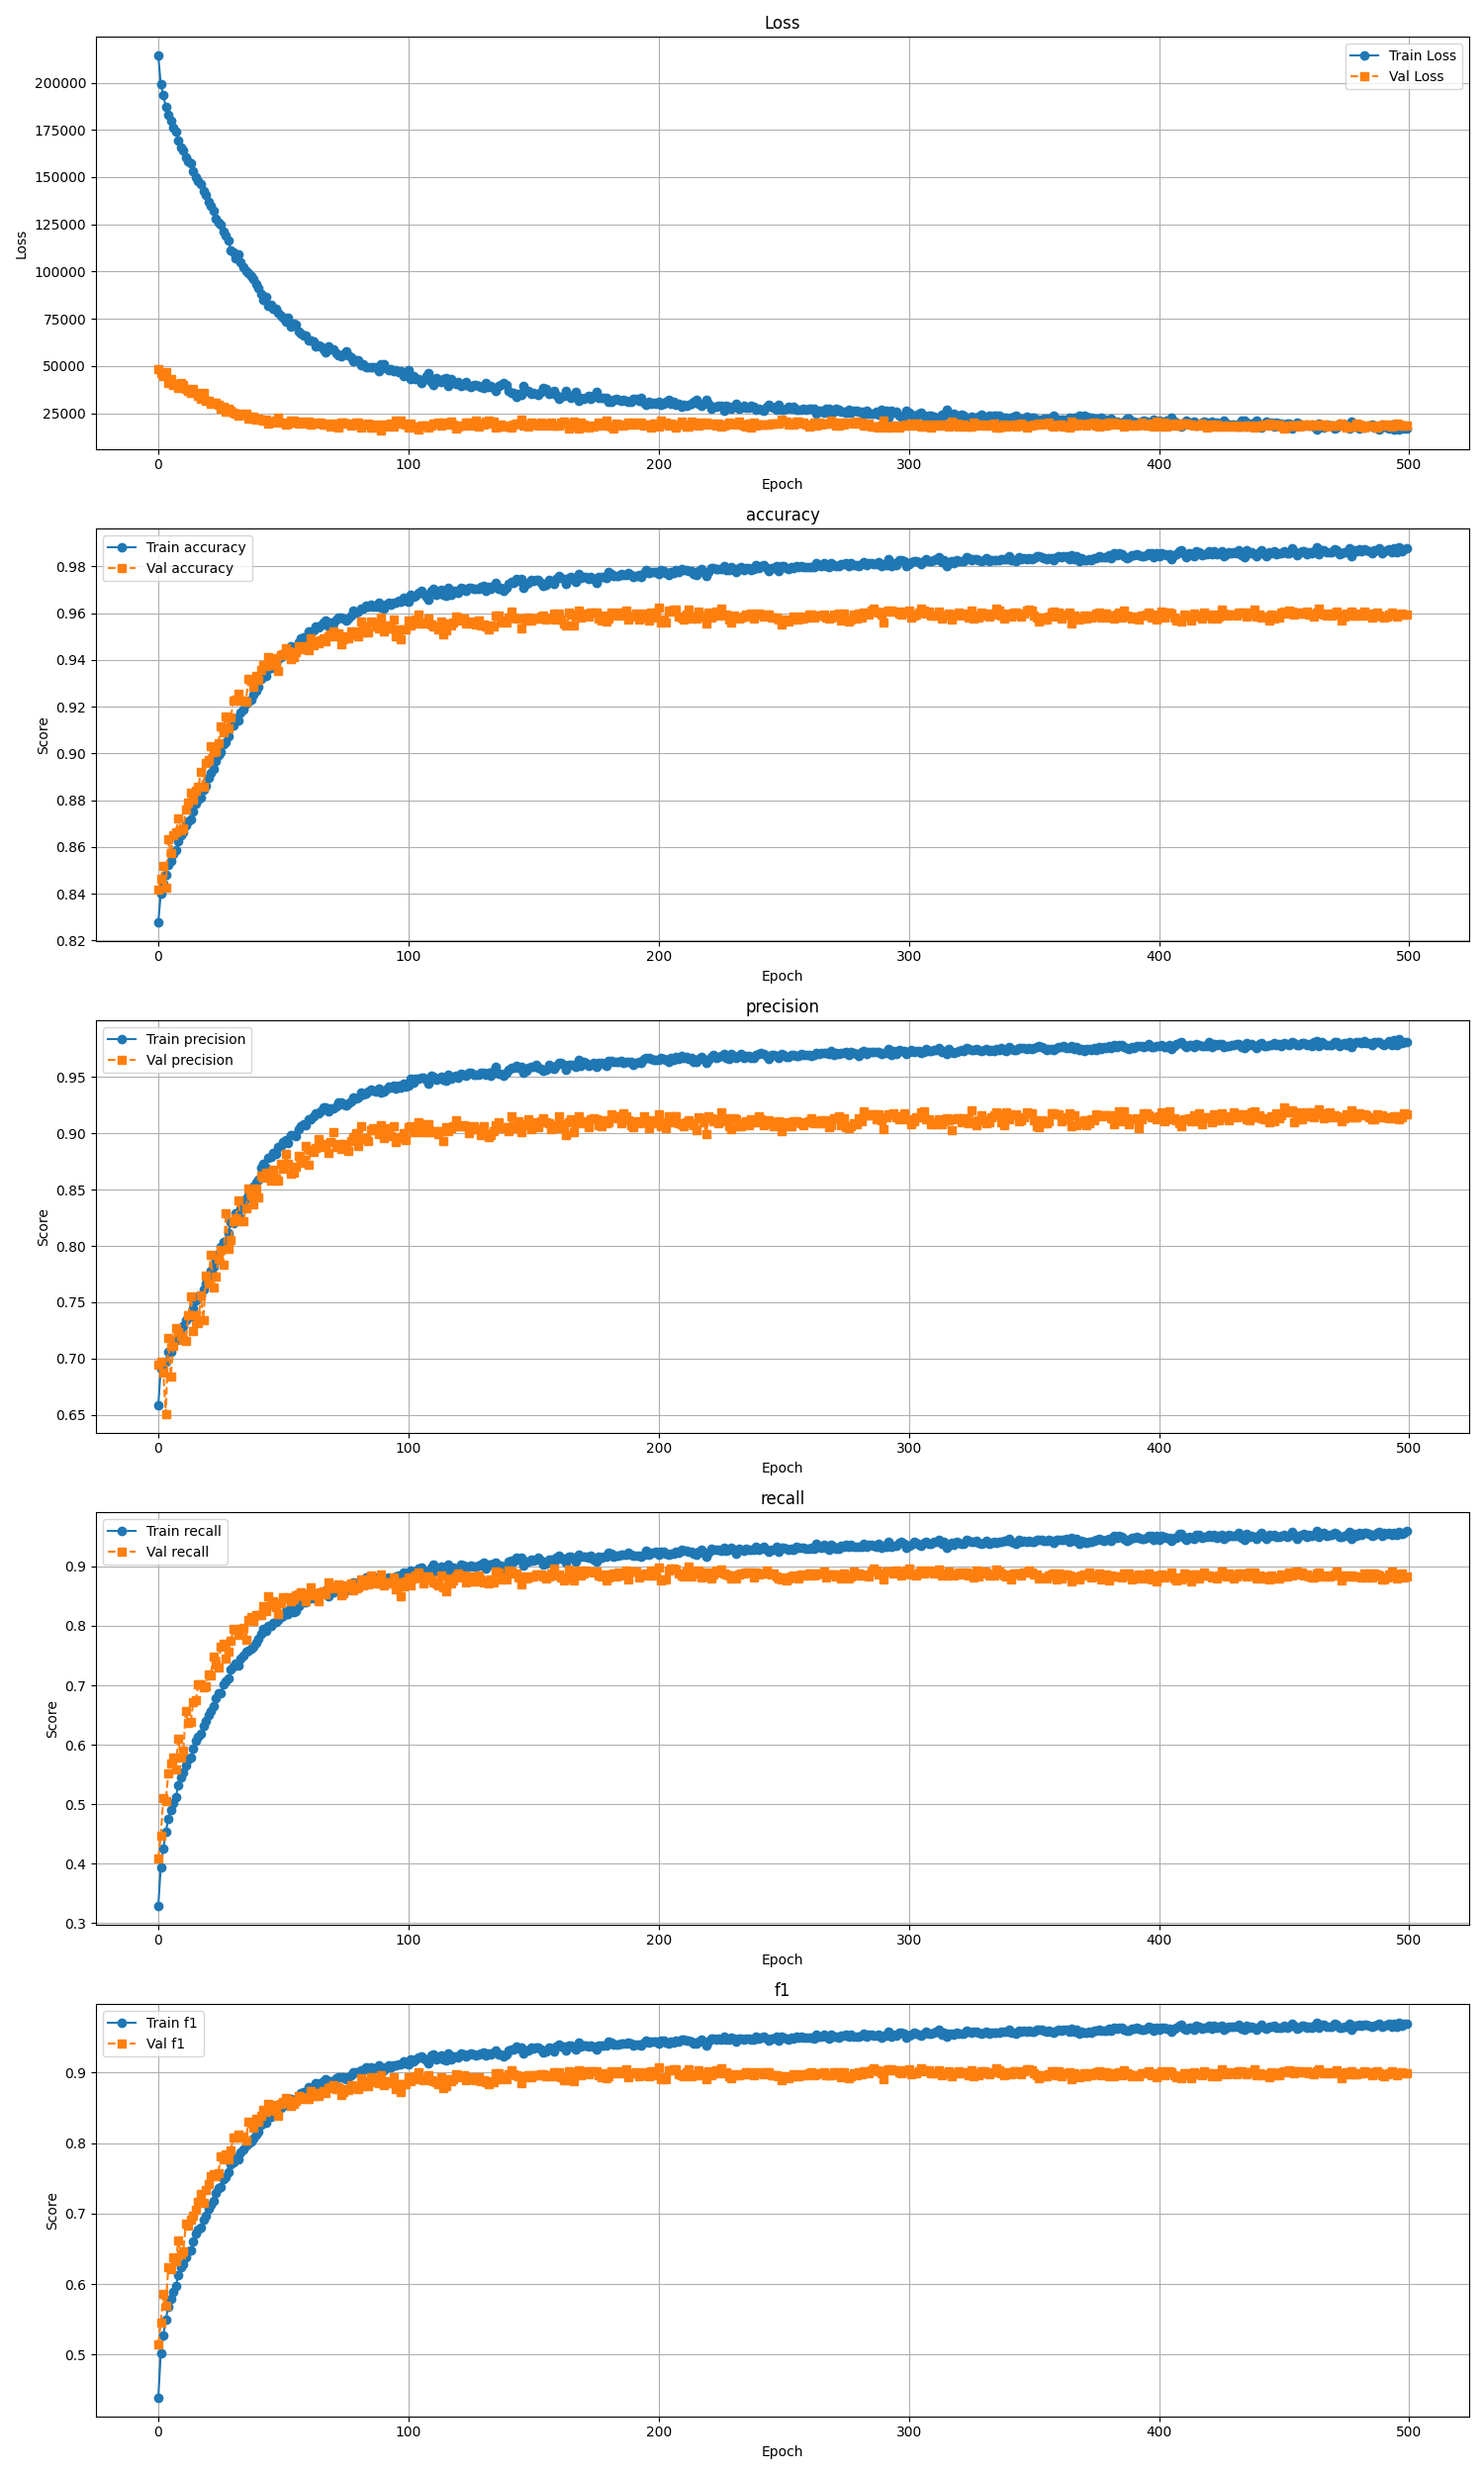 Loss
Train Loss
Val Loss
200000
175000
150000
125000
100000
75000
50000
25000
Loss
0 100 200 300 400 500
Epoch
accuracy
Train accuracy
Val accuracy
0.98
0.96
0.94
0.92
0.90
0.88
0.86
0.84
0.82
Score
0 100 200 300 400 500
Epoch
precision
Train precision
Val precision
0.95
0.90
0.85
0.80
0.75
0.70
0.65
Score
0 100 200 300 400 500
Epoch
recall
Train recall
Val recall
0.9
0.8
0.7
0.6
0.5
0.4
0.3
Score
0 100 200 300 400 500
Epoch
f1
Train f1
Val f1
0.9
0.8
0.7
0.6
0.5
Score
0 100 200 300 400 500
Epoch